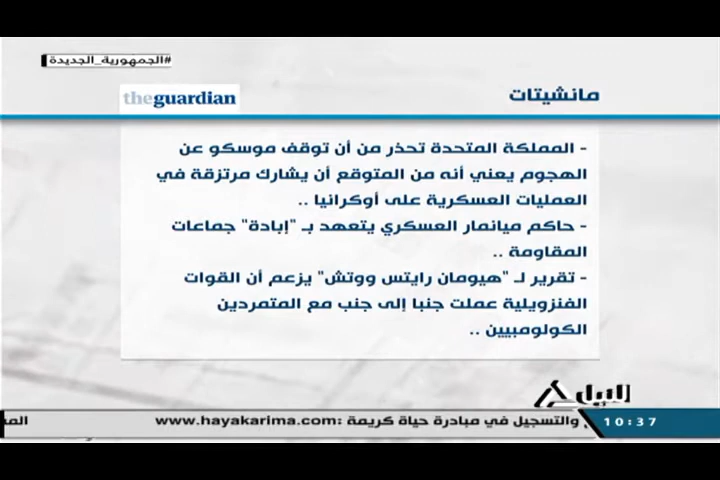 #الجمهورية_الجديدة
theguardian
مانشيتات
- المملكة المتحدة تحذر من أن توقف موسكو عن
الهجوم يعني أنه من المتوقع أن يشارك مرتزقة في
العمليات العسكرية على أوكرانيا ..
- حاكم ميانمار العسكري يتعهد بـ "إبادة" جماعات
المقاومة ..
- تقرير لـ "هيومان رايتس ووتش" يزعم أن القوات
الفنزويلية عملت جنبا إلى جنب مع المتمردين
الكولومبيين ..
النيل
10:37
والتسجيل في مبادرة حياة كريمة :www.hayakarima.com